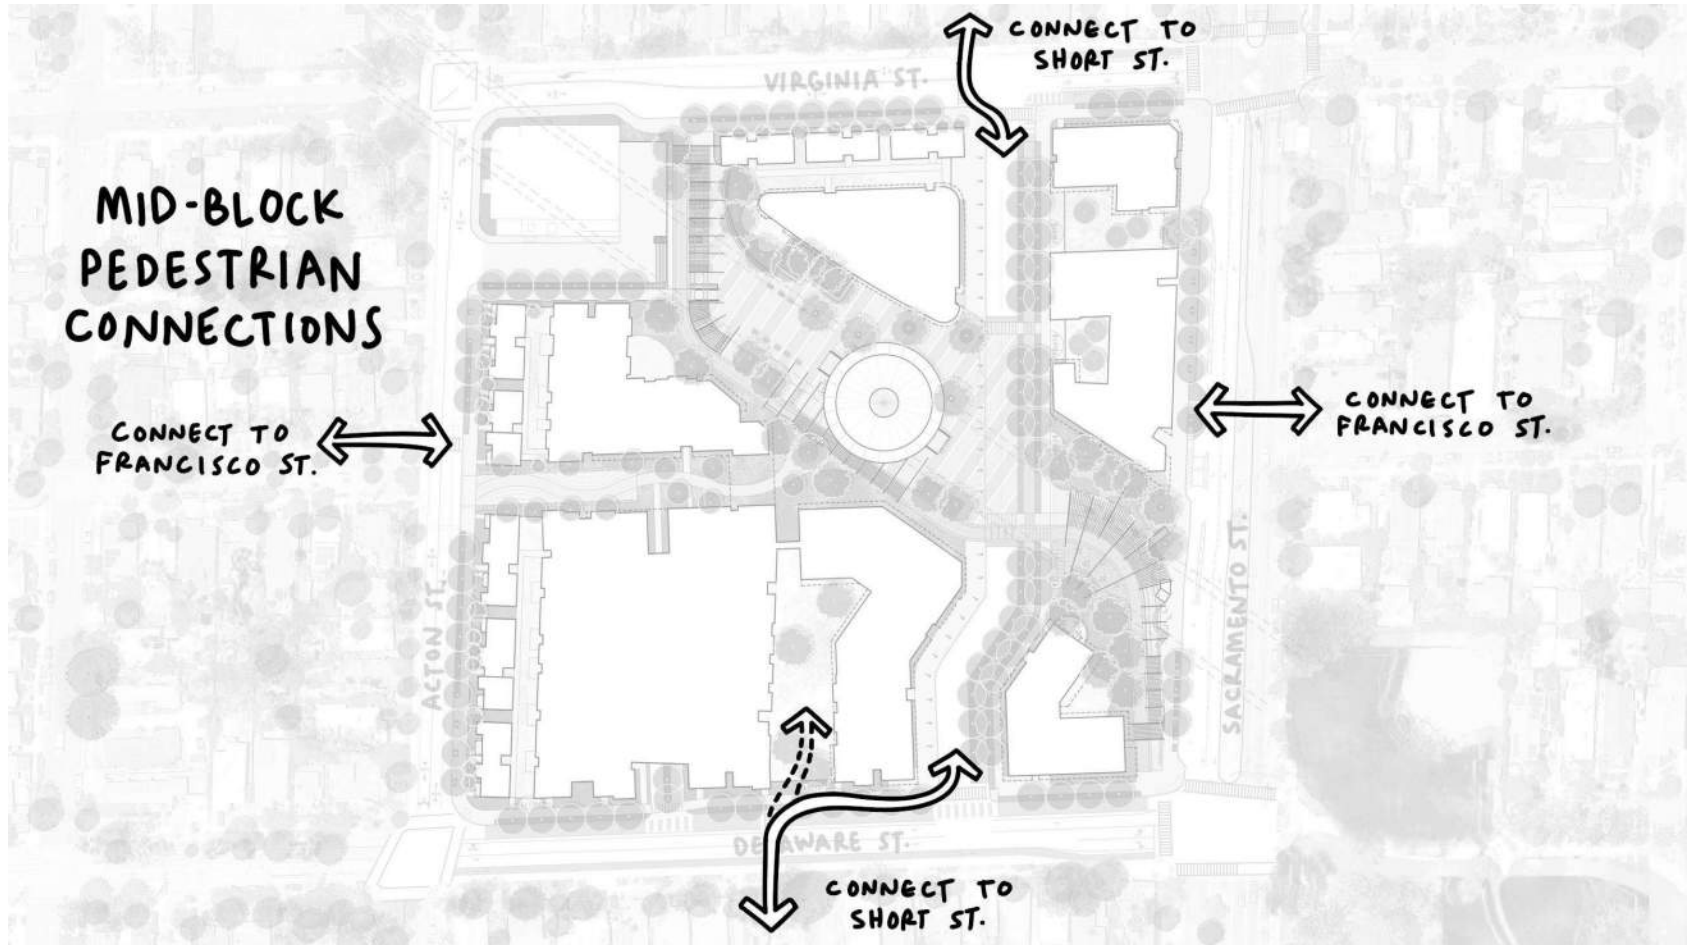 CONNECT TO
SHORT ST.
VIRGINIA ST.
MID-BLOCK
PEDESTRIAN
CONNECTIONS
CONNECT TO
FRANCISCO ST.
CONNECT TO
FRANCISCO ST.
ACTON ST.
SACRAMENTO ST.
DELAWARE ST.
CONNECT TO
SHORT ST.